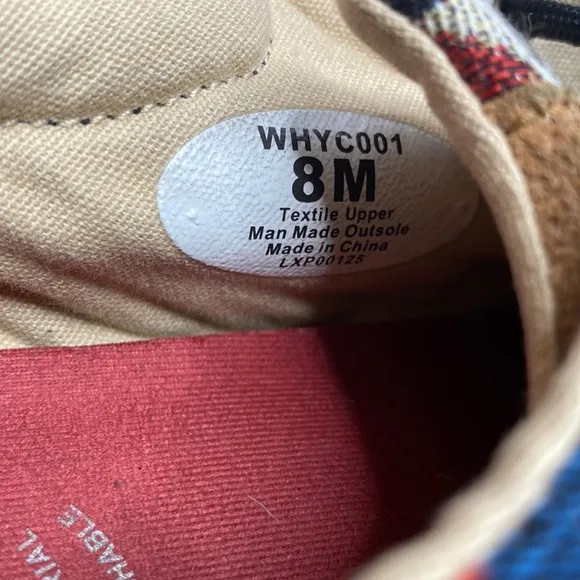 WHYC001
8M
Textile Upper
Man Made Outsole
Made in China
LXP00125